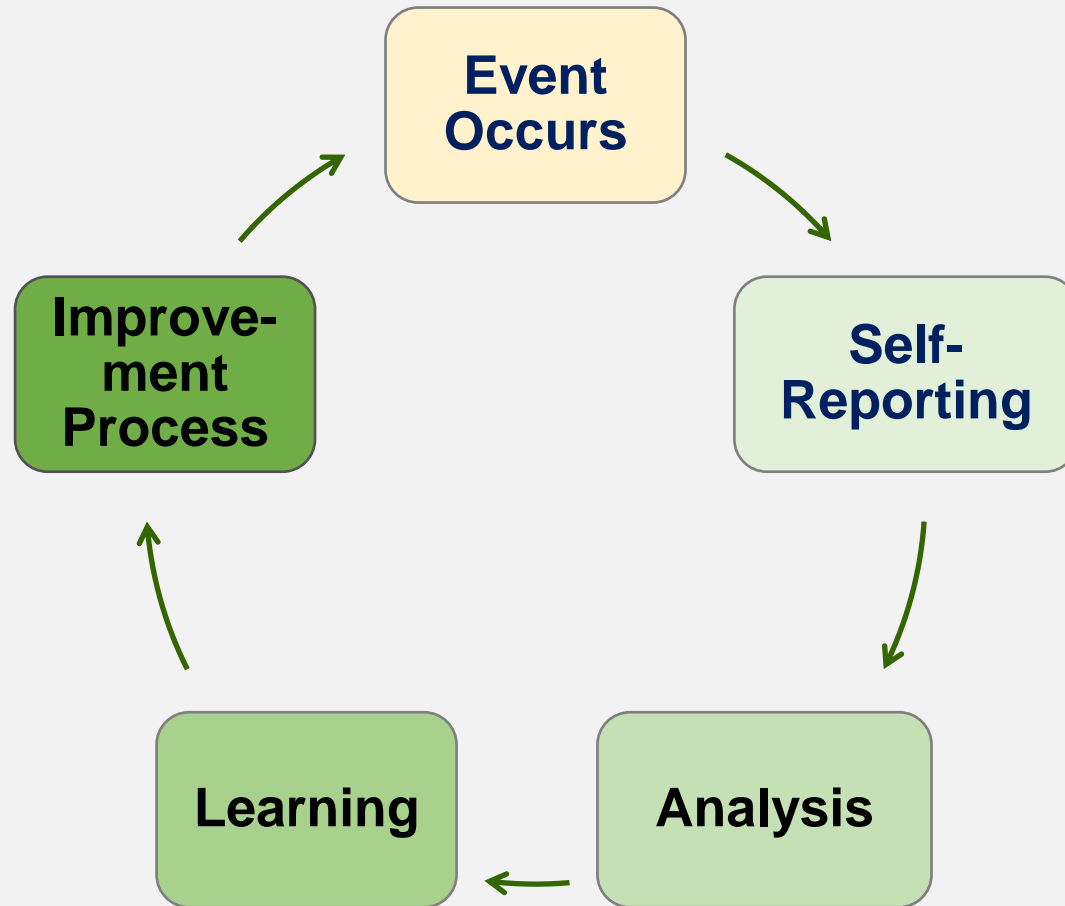 Event
Occurs
Self-
Reporting
Analysis
Learning
Improve-
ment
Process